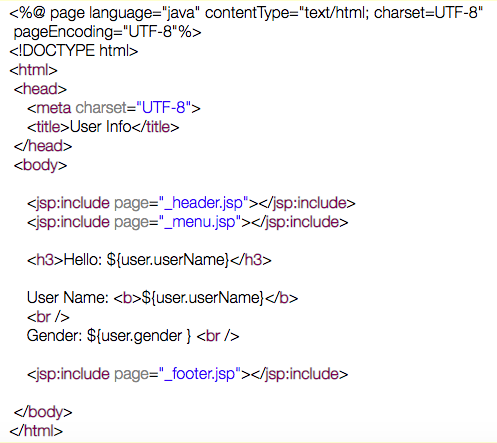 <%@ page language="java" contentType="text/html; charset=UTF-8"
pageEncoding="UTF-8"%>
<!DOCTYPE html>
<html>
<head>
<meta charset="UTF-8">
<title>User Info</title>
</head>
<body>
<jsp:include page="_header.jsp"></jsp:include>
<jsp:include page="_menu.jsp"></jsp:include>
<h3>Hello: ${user.userName}</h3>
User Name: <b>${user.userName}</b>
<br />
Gender: ${user.gender } <br />
<jsp:include page="_footer.jsp"></jsp:include>
</body>
</html>